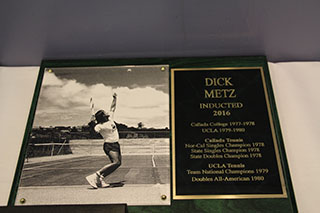 DICK
METZ
INDUCTED
2016
Cañada College 1977-1978
UCLA 1979-1980
Cañada Tennis
Nor-Cal Singles Champion 1978
State Singles Champion 1978
State Doubles Champion 1978
UCLA Tennis
Team National Champions 1979
Doubles All-American 1980